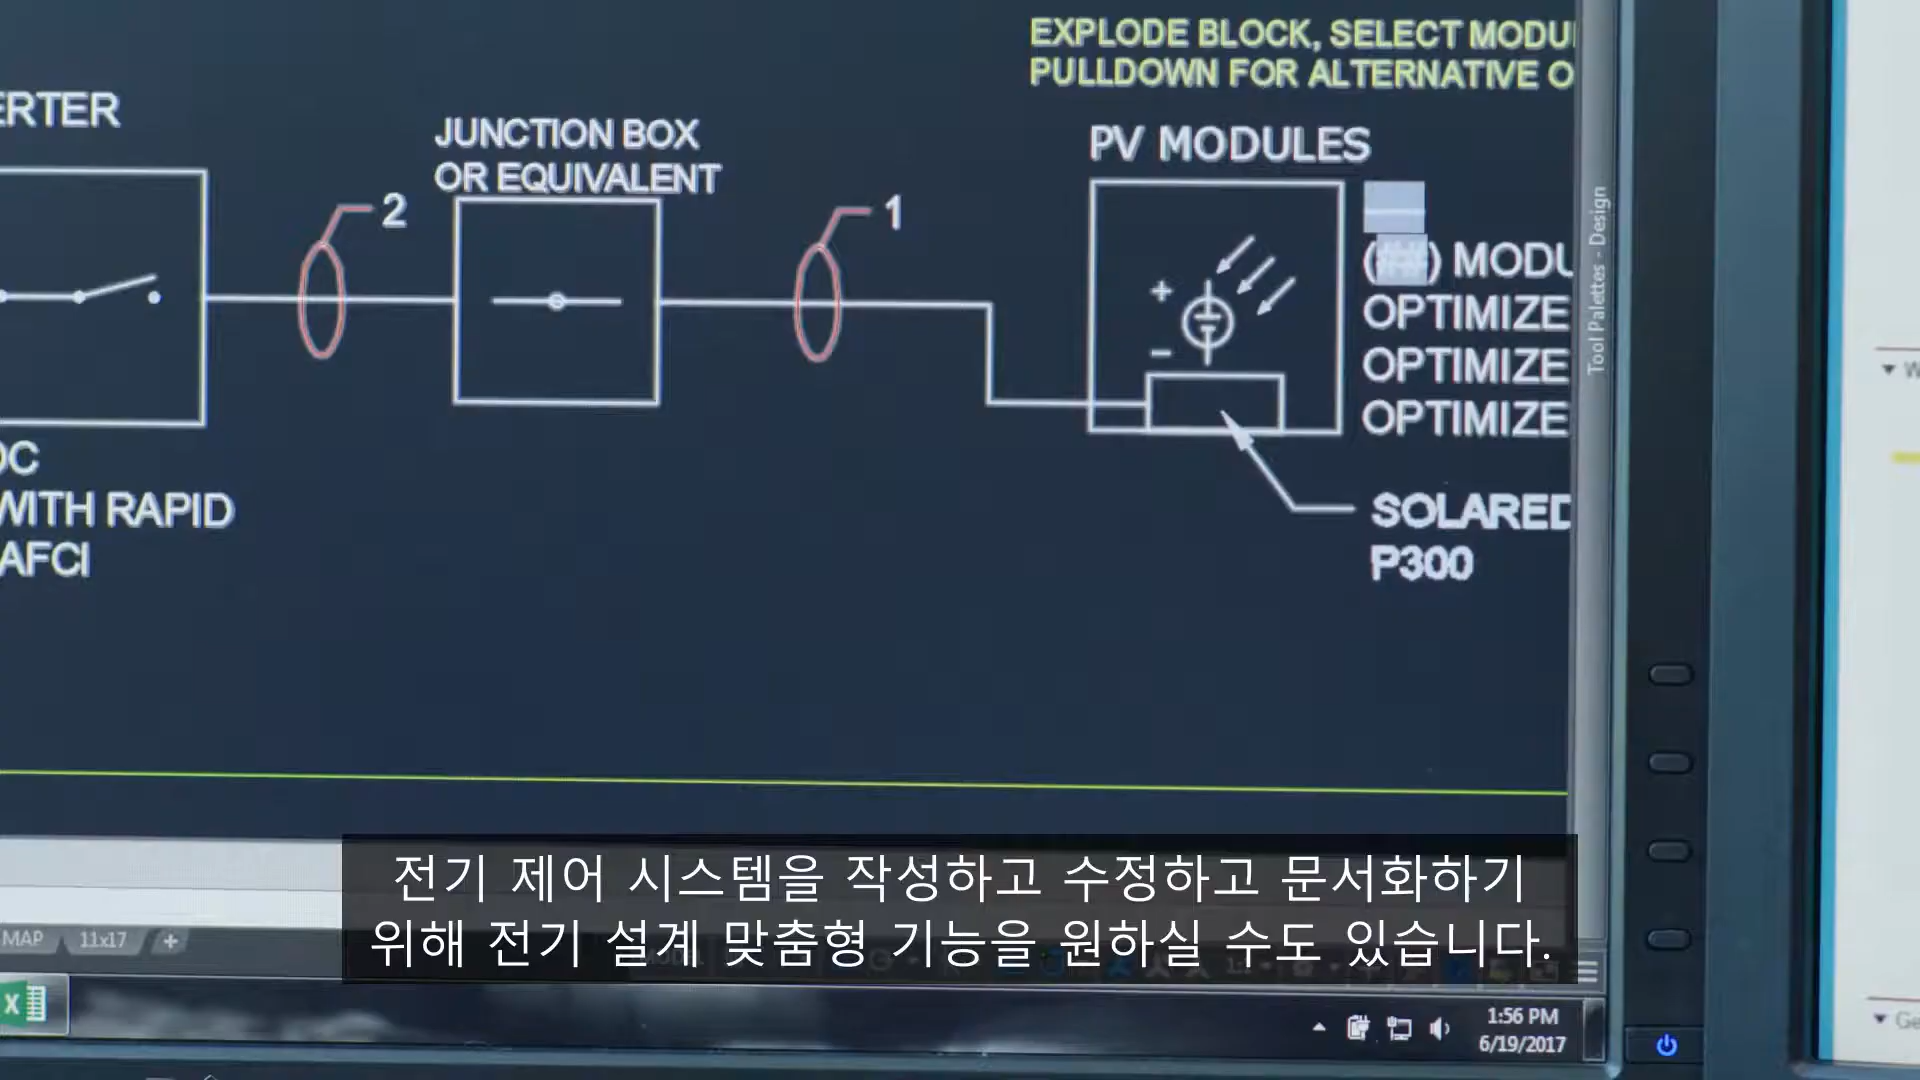 EXPLODE BLOCK, SELECT
PULLDOWN FOR ALTERNATIVE
ERTER
JUNCTION BOX
OR EQUIVALENT
PV MODULES
2
1
(##) MODU
OPTIMIZE
OPTIMIZE
OPTIMIZE
+
−
DC
WITH RAPID
AFCI
SOLARED
P300
Tool Palettes - Design
전기 제어 시스템을 작성하고 수정하고 문서화하기
위해 전기 설계 맞춤형 기능을 원하실 수도 있습니다.
MAP
11x17
+
1:56 PM
6/19/2017